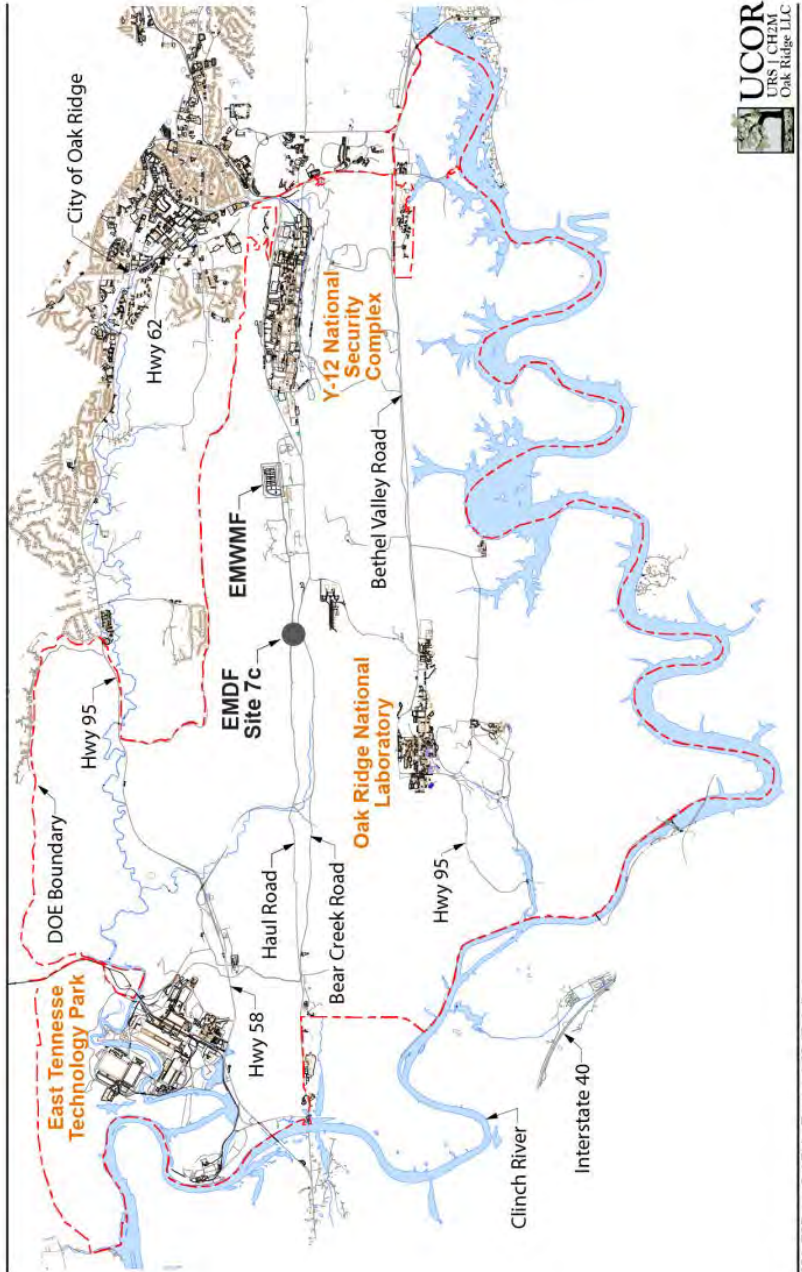 City of Oak Ridge
Hwy 62
Y-12 National
Security
Complex
EMWMF
Bethel Valley Road
EMDF
Site 7c
Hwy 95
DOE Boundary
Oak Ridge National
Laboratory
Haul Road
Bear Creek Road
Hwy 95
East Tennesse
Technology Park
Hwy 58
Clinch River
Interstate 40
UCOR
URS | CH2M
Oak Ridge LLC